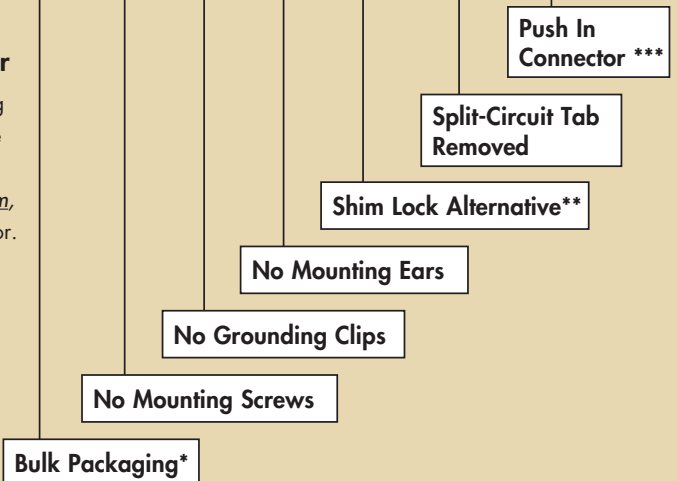 Push In
Connector ***
Split-Circuit Tab
Removed
Shim Lock Alternative**
No Mounting Ears
No Grounding Clips
No Mounting Screws
Bulk Packaging*
or.